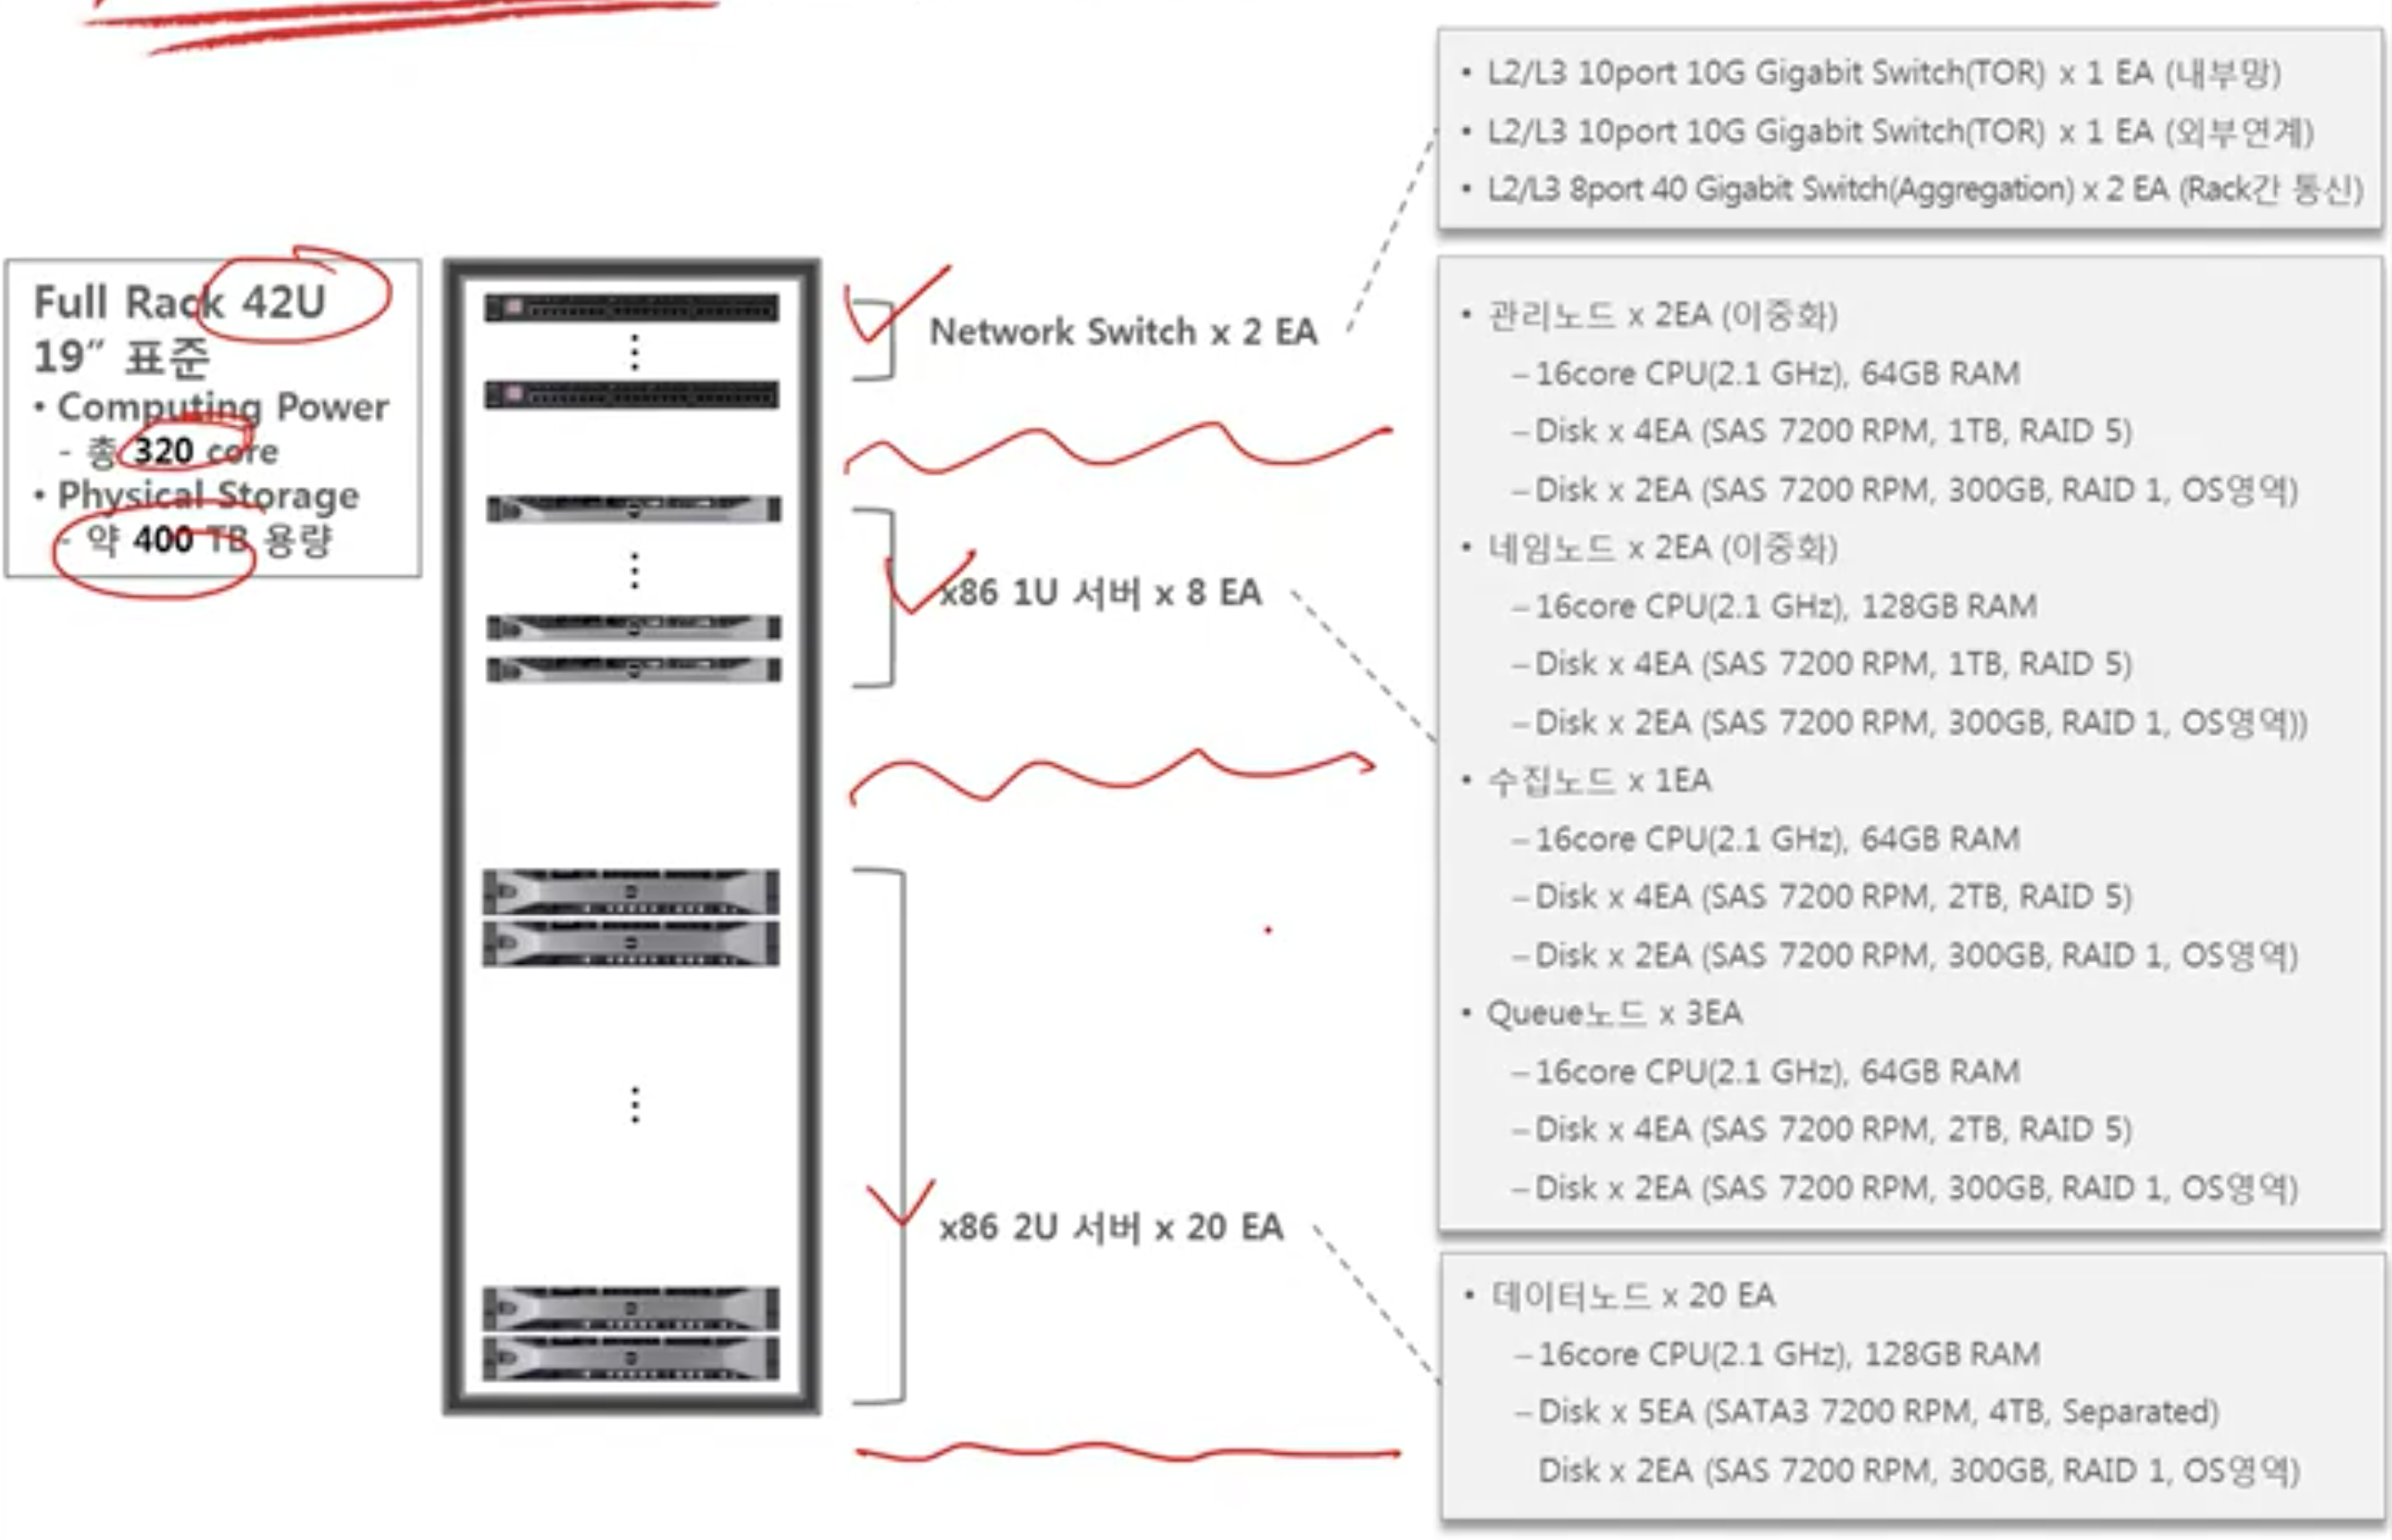 Full Rack 42U
19” 표준
• Computing Power
- 총 320 core
• Physical Storage
- 약 400 TB 용량
Network Switch x 2 EA
x86 1U 서버 x 8 EA
x86 2U 서버 x 20 EA
• L2/L3 10port 10G Gigabit Switch(TOR) x 1 EA (내부망)
• L2/L3 10port 10G Gigabit Switch(TOR) x 1 EA (외부연계)
• L2/L3 8port 40 Gigabit Switch(Aggregation) x 2 EA (Rack간 통신)
• 관리노드 x 2EA (이중화)
– 16core CPU(2.1 GHz), 64GB RAM
– Disk x 4EA (SAS 7200 RPM, 1TB, RAID 5)
– Disk x 2EA (SAS 7200 RPM, 300GB, RAID 1, OS영역)
• 네임노드 x 2EA (이중화)
– 16core CPU(2.1 GHz), 128GB RAM
– Disk x 4EA (SAS 7200 RPM, 1TB, RAID 5)
– Disk x 2EA (SAS 7200 RPM, 300GB, RAID 1, OS영역))
• 수집노드 x 1EA
– 16core CPU(2.1 GHz), 64GB RAM
– Disk x 4EA (SAS 7200 RPM, 2TB, RAID 5)
– Disk x 2EA (SAS 7200 RPM, 300GB, RAID 1, OS영역)
• Queue노드 x 3EA
– 16core CPU(2.1 GHz), 64GB RAM
– Disk x 4EA (SAS 7200 RPM, 2TB, RAID 5)
– Disk x 2EA (SAS 7200 RPM, 300GB, RAID 1, OS영역)
• 데이터노드 x 20 EA
– 16core CPU(2.1 GHz), 128GB RAM
– Disk x 5EA (SATA3 7200 RPM, 4TB, Separated)
Disk x 2EA (SAS 7200 RPM, 300GB, RAID 1, OS영역)